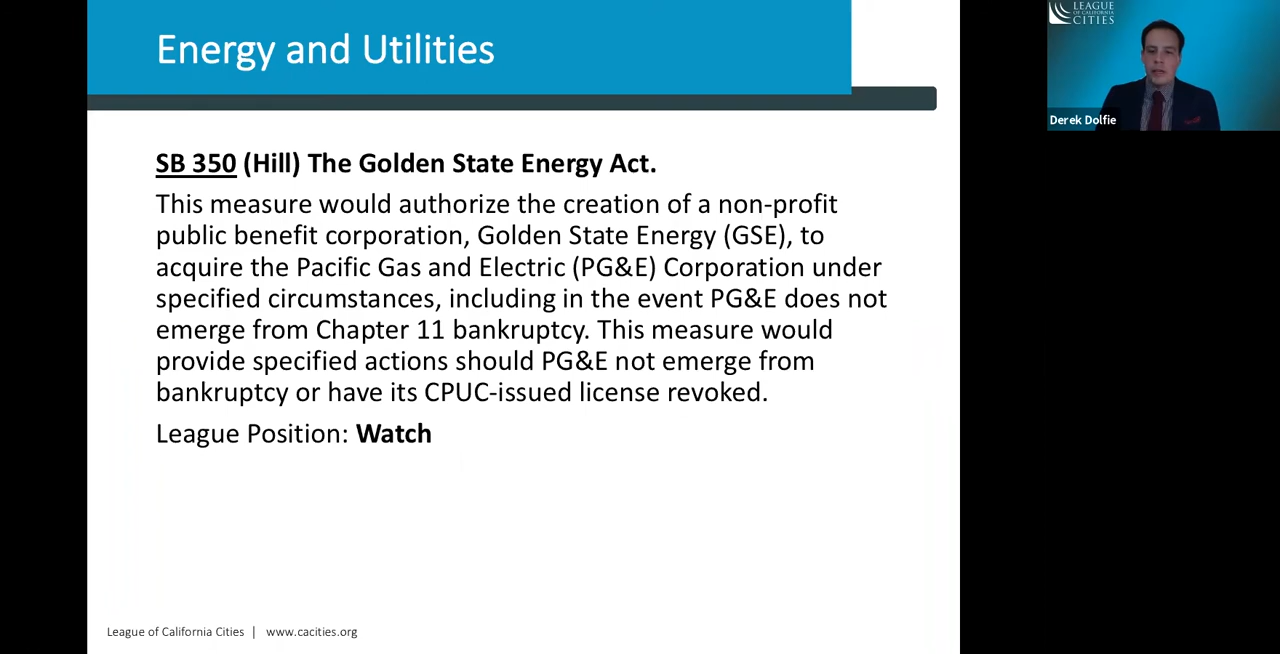 Energy and Utilities
SB 350 (Hill) The Golden State Energy Act.
This measure would authorize the creation of a non-profit
public benefit corporation, Golden State Energy (GSE), to
acquire the Pacific Gas and Electric (PG&E) Corporation under
specified circumstances, including in the event PG&E does not
emerge from Chapter 11 bankruptcy. This measure would
provide specified actions should PG&E not emerge from
bankruptcy or have its CPUC-issued license revoked.
League Position: Watch
League of California Cities | www.cacities.org
LEAGUE
OF CALIFORNIA
CITIES
Derek Dolfie